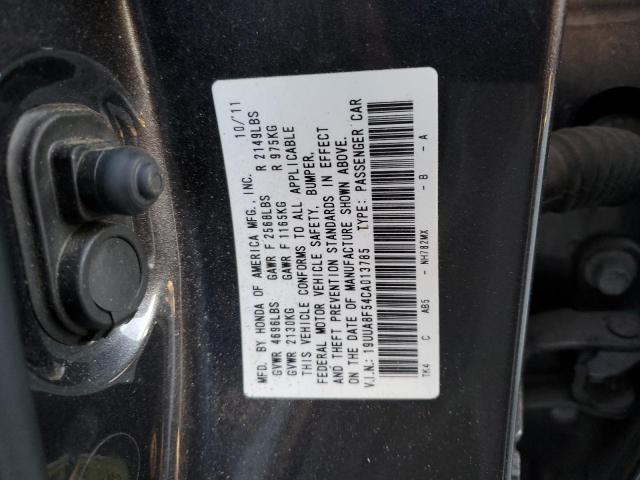 MFD. BY HONDA OF AMERICA MFG., INC. 10/'11
GVWR 4696LBS GAWR F 2568LBS R 2149LBS
GVWR 2130KG GAWR F 1165KG R 975KG
THIS VEHICLE CONFORMS TO ALL APPLICABLE
FEDERAL MOTOR VEHICLE SAFETY, BUMPER,
AND THEFT PREVENTION STANDARDS IN EFFECT
ON THE DATE OF MANUFACTURE SHOWN ABOVE.
V.I.N.: 19UUA8F54CA013785 TYPE: PASSENGER CAR
TK4 C AB5 - NH782MX - B - A